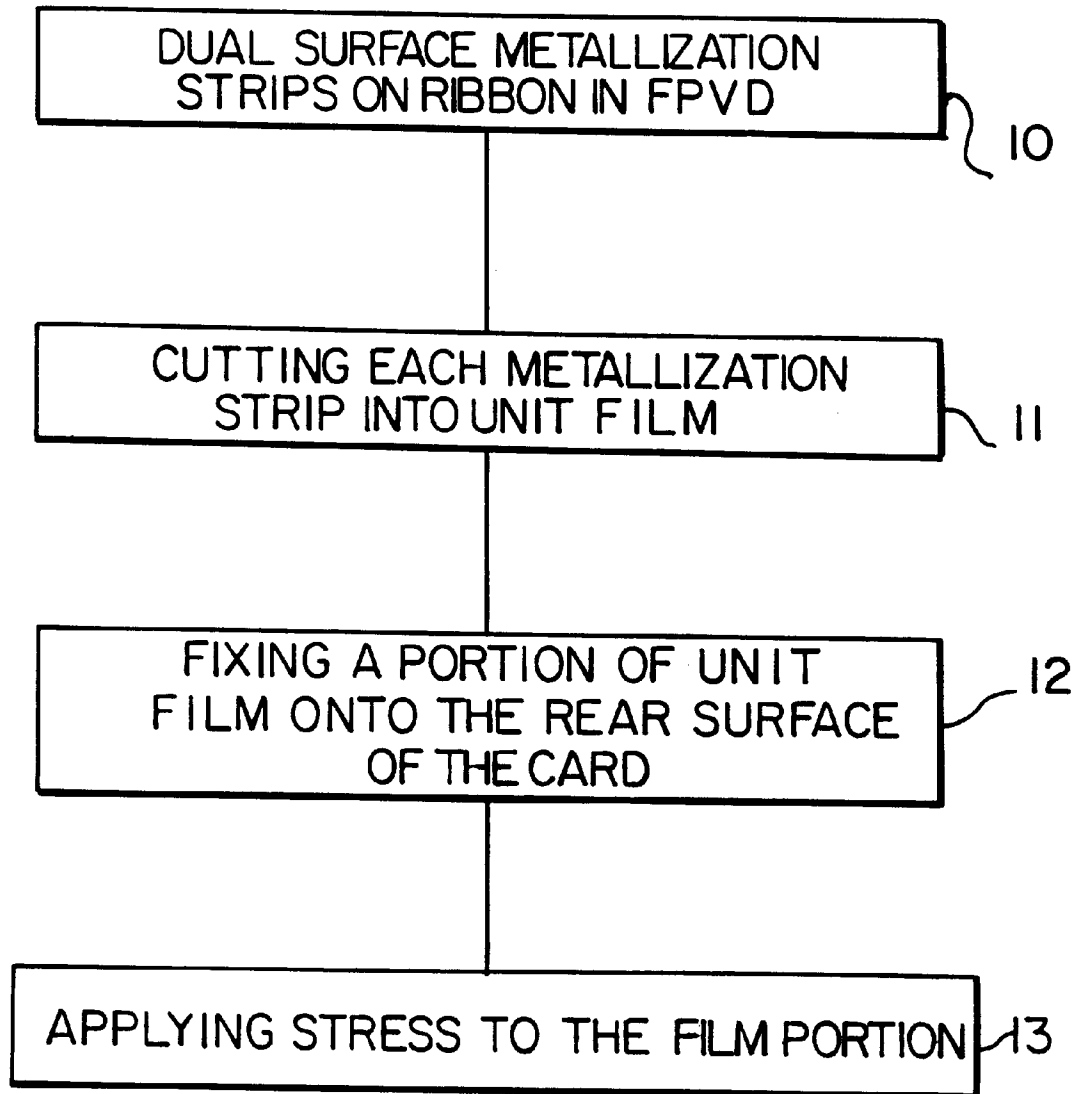 DUAL SURFACE METALLIZATION
STRIPS ON RIBBON IN FPVD
10
CUTTING EACH METALLIZATION
STRIP INTO UNIT FILM
11
FIXING A PORTION OF UNIT
FILM ONTO THE REAR SURFACE
OF THE CARD
12
APPLYING STRESS TO THE FILM PORTION
13